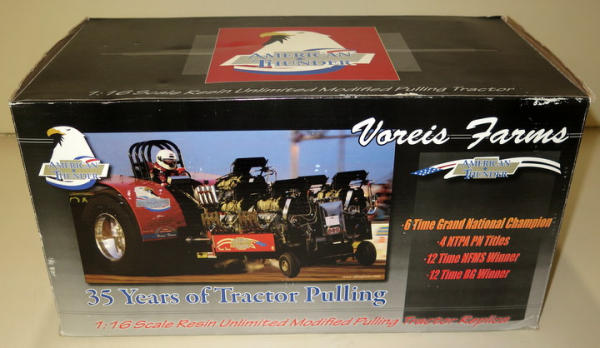 AMERICAN
THUNDER
1:16 Scale Resin Unlimited Modified Pulling Tractor
Voreis Farms
AMERICAN
THUNDER
AMERICAN
THUNDER
6 Time Grand National Champion
4 NTPA PN Titles
12 Time NFMS Winner
12 Time BG Winner
35 Years of Tractor Pulling
1:16 Scale Resin Unlimited Modified Pulling Tractor Replica